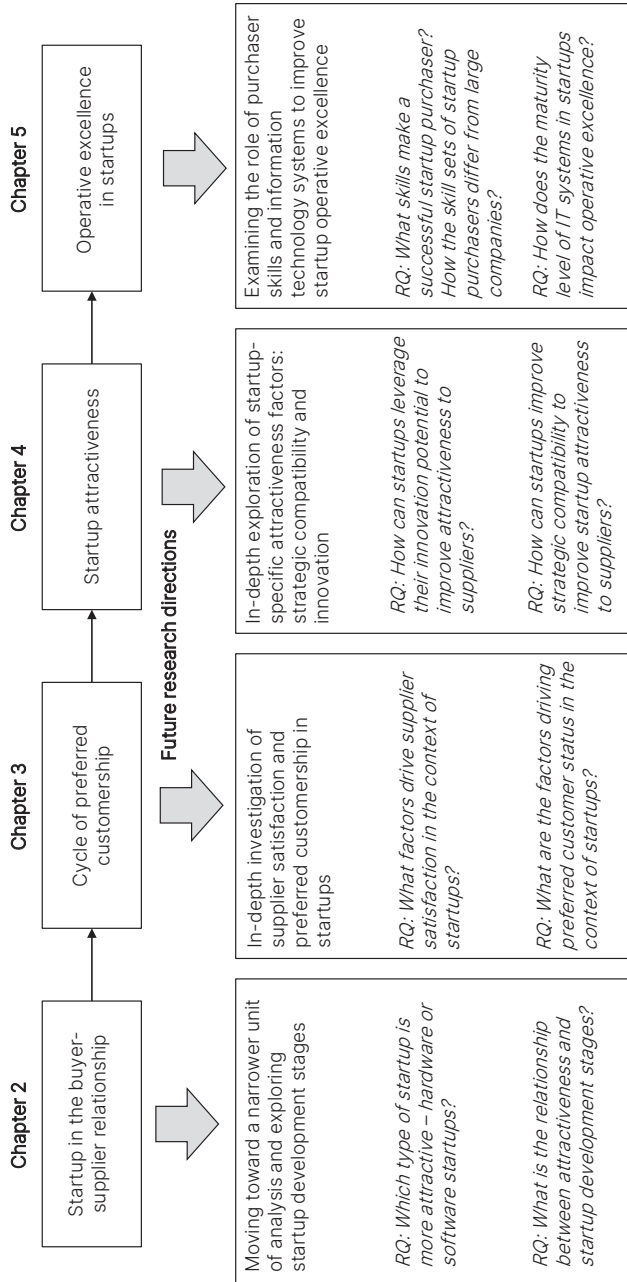 Chapter 2
Startup in the buyer-
supplier relationship
Moving toward a narrower unit
of analysis and exploring
startup development stages
RQ: Which type of startup is
more attractive – hardware or
software startups?
RQ: What is the relationship
between attractiveness and
startup development stages?
Chapter 3
Cycle of preferred
customership
Future research directions
In-depth investigation of
supplier satisfaction and
preferred customership in
startups
RQ: What factors drive supplier
satisfaction in the context of
startups?
RQ: What are the factors driving
preferred customer status in the
context of startups?
Chapter 4
Startup attractiveness
In-depth exploration of startup-
specific attractiveness factors:
strategic compatibility and
innovation
RQ: How can startups leverage
their innovation potential to
improve attractiveness to
suppliers?
RQ: How can startups improve
strategic compatibility to
improve startup attractiveness
to suppliers?
Chapter 5
Operative excellence
in startups
Examining the role of purchaser
skills and information
technology systems to improve
startup operative excellence
RQ: What skills make a
successful startup purchaser?
How the skill sets of startup
purchasers differ from large
companies?
RQ: How does the maturity
level of IT systems in startups
impact operative excellence?